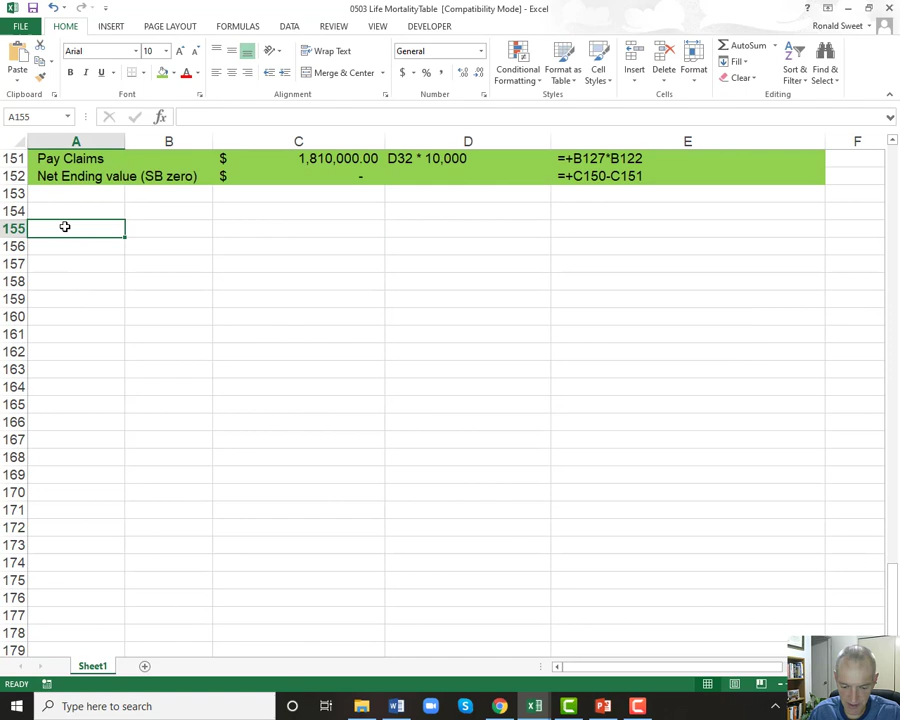 0503 Life MortalityTable [Compatibility Mode] - Excel
FILE HOME INSERT PAGE LAYOUT FORMULAS DATA REVIEW VIEW DEVELOPER Ronald Sweet
Paste Arial 10 Wrap Text General Conditional Formatting Format as Table Cell Styles Insert Delete Format AutoSum Fill Clear Sort & Filter Find & Select
B I U Merge & Center $ % ,
Clipboard Font Alignment Number Styles Cells Editing
A155 fx
A B C D E F
151 Pay Claims $ 1,810,000.00 D32 * 10,000 =+B127*B122
152 Net Ending value (SB zero) $ - =+C150-C151
153
154
155
156
157
158
159
160
161
162
163
164
165
166
167
168
169
170
171
172
173
174
175
176
177
178
179
Sheet1
READY
Type here to search